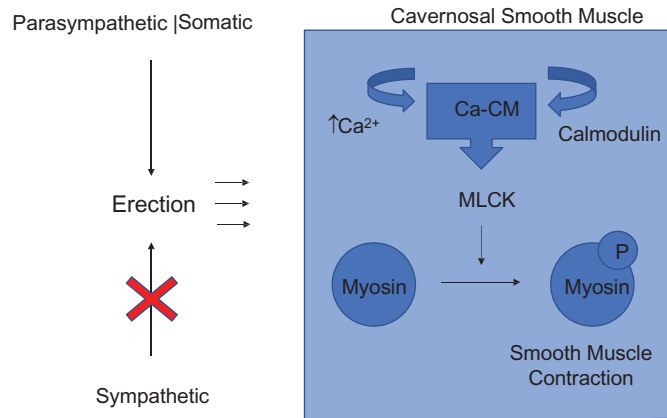 Cavernosal Smooth Muscle
Parasympathetic |Somatic
Ca-CM
↑Ca²⁺
Calmodulin
MLCK
Erection
Myosin
P
Myosin
Smooth Muscle
Contraction
Sympathetic